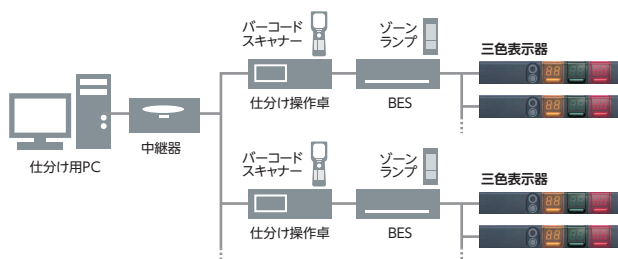 バーコード
スキャナー
ゾーン
ランプ
三色表示器
仕分け操作卓
BES
仕分け用PC
中継器
バーコード
スキャナー
ゾーン
ランプ
三色表示器
仕分け操作卓
BES